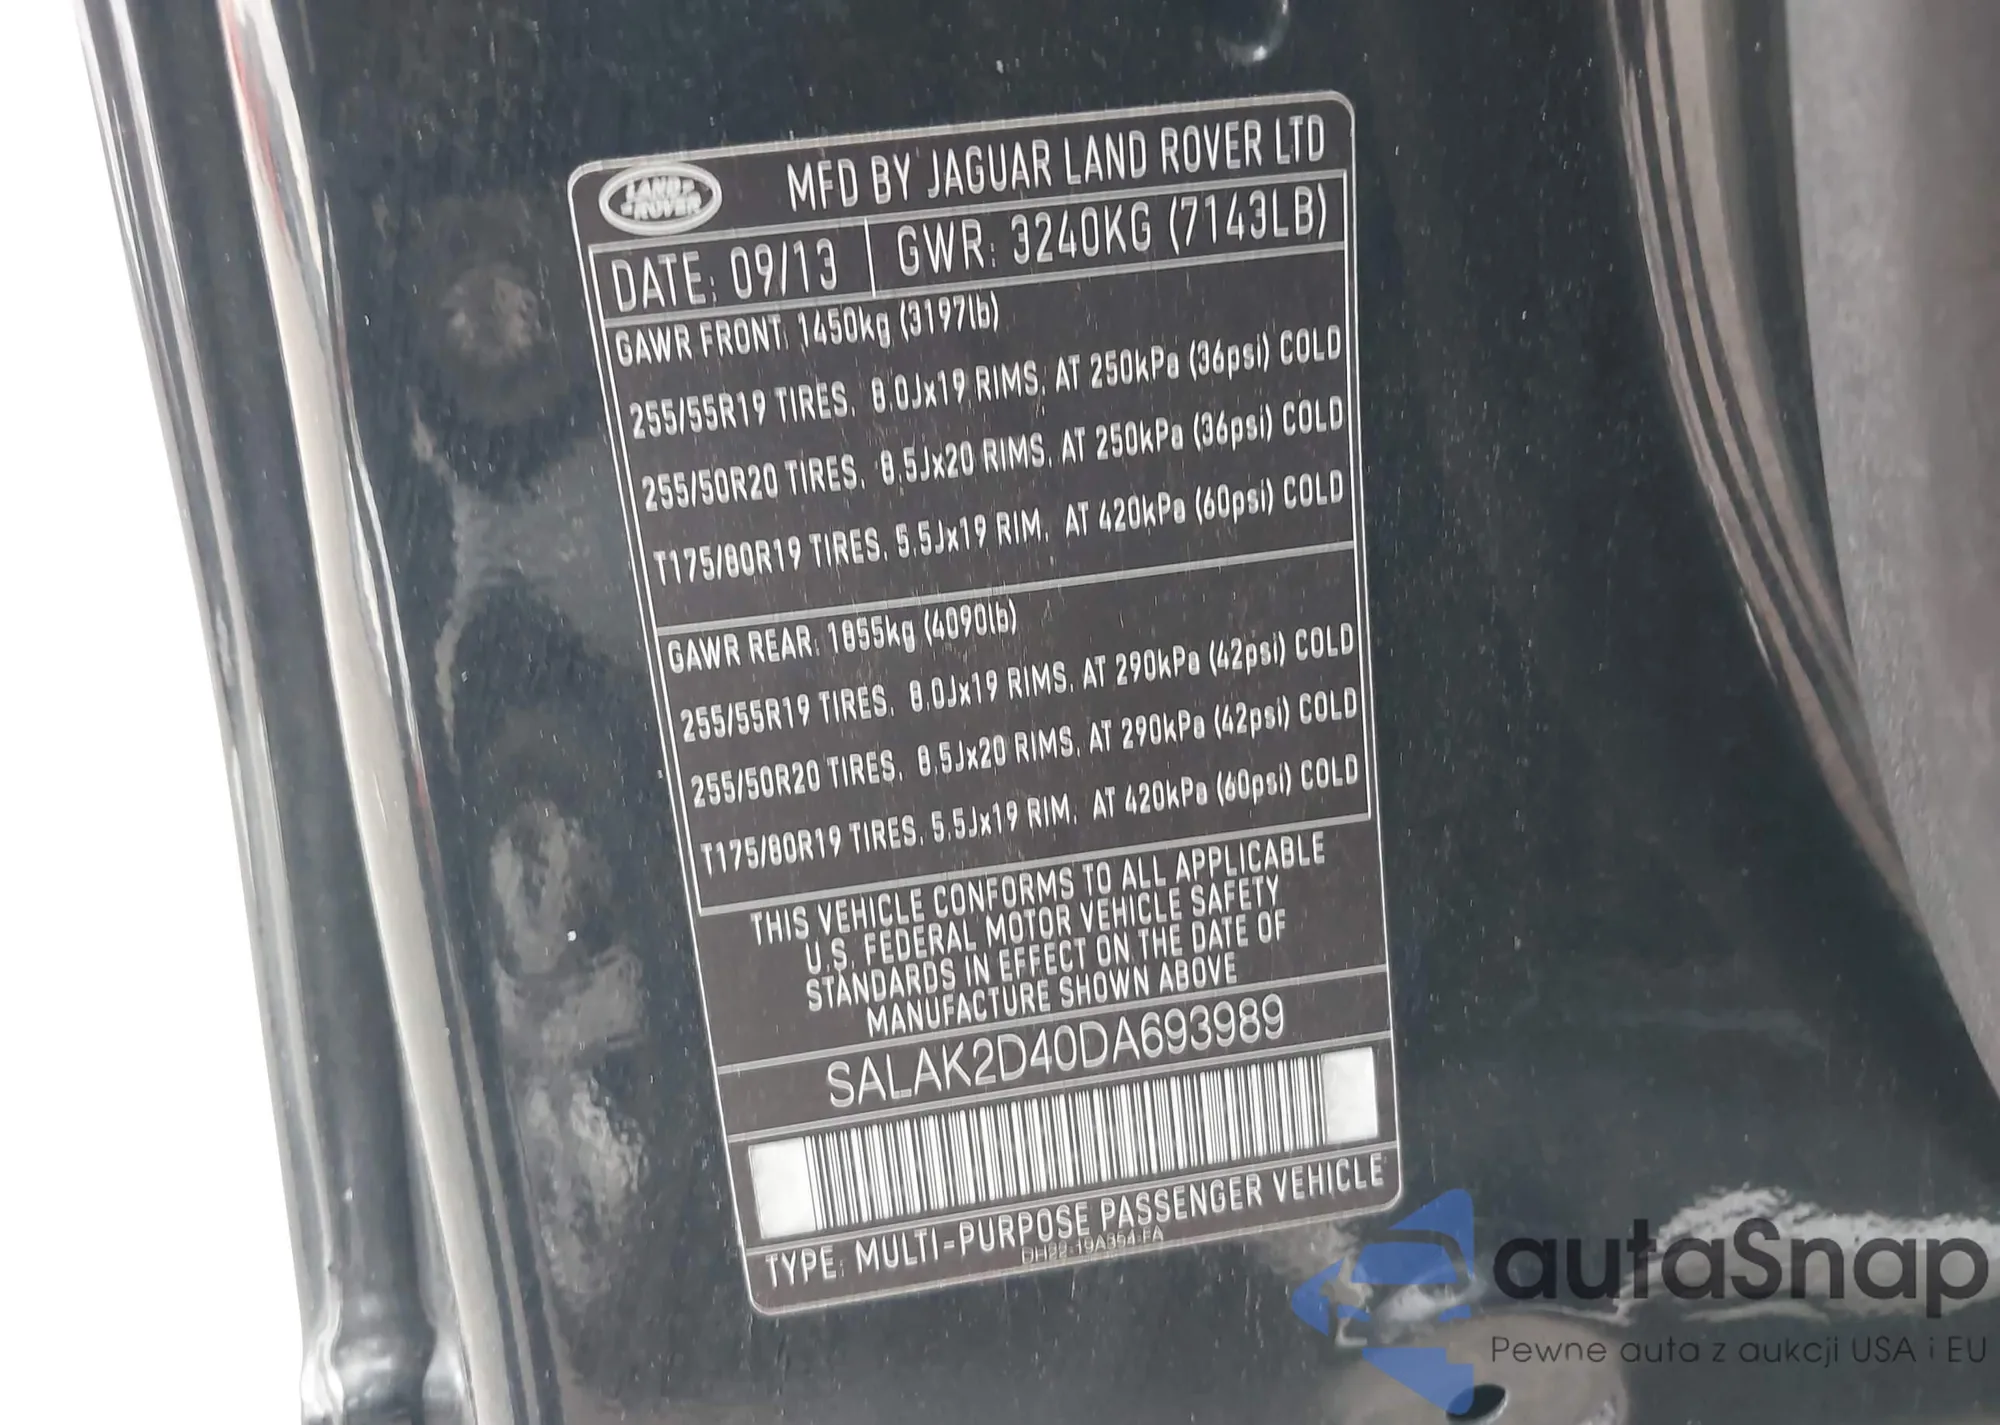 LAND ROVER
MFD BY JAGUAR LAND ROVER LTD
DATE: 09/13 GWR: 3240KG (7143LB)
GAWR FRONT: 1450kg (3197lb)
255/55R19 TIRES, 8.0Jx19 RIMS, AT 250kPa (36psi) COLD
255/50R20 TIRES, 8.5Jx20 RIMS, AT 250kPa (36psi) COLD
T175/80R19 TIRES, 5.5Jx19 RIM, AT 420kPa (60psi) COLD
GAWR REAR: 1855kg (4090lb)
255/55R19 TIRES, 8.0Jx19 RIMS, AT 290kPa (42psi) COLD
255/50R20 TIRES, 8.5Jx20 RIMS, AT 290kPa (42psi) COLD
T175/80R19 TIRES, 5.5Jx19 RIM, AT 420kPa (60psi) COLD
THIS VEHICLE CONFORMS TO ALL APPLICABLE
U.S. FEDERAL MOTOR VEHICLE SAFETY
STANDARDS IN EFFECT ON THE DATE OF
MANUFACTURE SHOWN ABOVE
SALAK2D40DA693989
TYPE: MULTI-PURPOSE PASSENGER VEHICLE
DH22-19A354-EA
autaSnap
Pewne auta z aukcji USA i EU